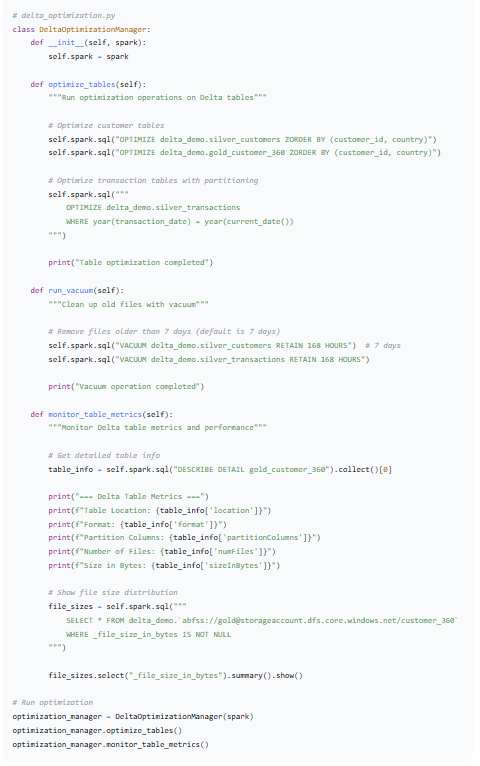 # delta_optimization.py
class DeltaOptimizationManager:
    def __init__(self, spark):
        self.spark = spark

    def optimize_tables(self):
        """Run optimization operations on Delta tables"""

        # Optimize customer tables
        self.spark.sql("OPTIMIZE delta_demo.silver_customers ZORDER BY (customer_id, country)")
        self.spark.sql("OPTIMIZE delta_demo.gold_customer_360 ZORDER BY (customer_id, country)")

        # Optimize transaction tables with partitioning
        self.spark.sql("""
            OPTIMIZE delta_demo.silver_transactions
            WHERE year(transaction_date) = year(current_date())
        """)

        print("Table optimization completed")

    def run_vacuum(self):
        """Clean up old files with vacuum"""

        # Remove files older than 7 days (default is 7 days)
        self.spark.sql("VACUUM delta_demo.silver_customers RETAIN 168 HOURS")  # 7 days
        self.spark.sql("VACUUM delta_demo.silver_transactions RETAIN 168 HOURS")

        print("Vacuum operation completed")

    def monitor_table_metrics(self):
        """Monitor Delta table metrics and performance"""

        # Get detailed table info
        table_info = self.spark.sql("DESCRIBE DETAIL gold_customer_360").collect()[0]

        print("=== Delta Table Metrics ===")
        print(f"Table Location: {table_info['location']}")
        print(f"Format: {table_info['format']}")
        print(f"Partition Columns: {table_info['partitionColumns']}")
        print(f"Number of Files: {table_info['numFiles']}")
        print(f"Size in Bytes: {table_info['sizeInBytes']}")

        # Show file size distribution
        file_sizes = self.spark.sql("""
            SELECT * FROM delta_demo.`abfss://gold@storageaccount.dfs.core.windows.net/customer_360`
            WHERE _file_size_in_bytes IS NOT NULL
        """)

        file_sizes.select("_file_size_in_bytes").summary().show()

# Run optimization
optimization_manager = DeltaOptimizationManager(spark)
optimization_manager.optimize_tables()
optimization_manager.monitor_table_metrics()